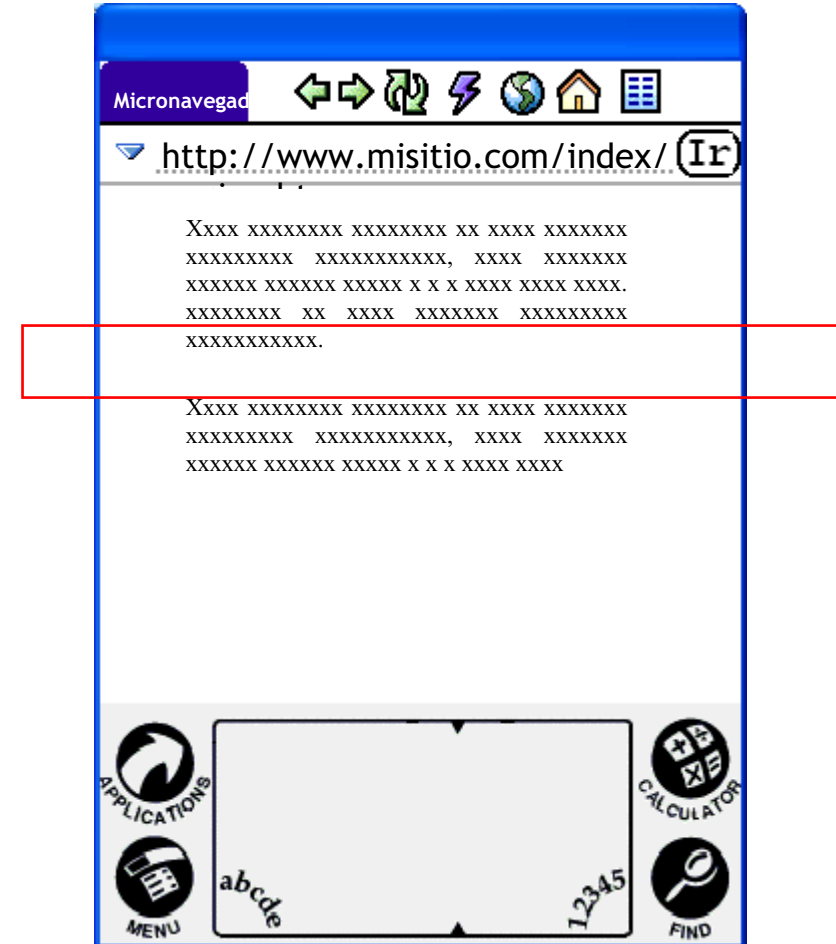 Micronavegad
http://www.misitio.com/index/ Ir
Xxxx xxxxxxxx xxxxxxxx xx xxxx xxxxxxx
xxxxxxxxx xxxxxxxxxxx, xxxx xxxxxxx
xxxxxx xxxxxx xxxxx x x x xxxx xxxx xxxx.
xxxxxxxx xx xxxx xxxxxxx xxxxxxxxx
xxxxxxxxxxx.
Xxxx xxxxxxxx xxxxxxxx xx xxxx xxxxxxx
xxxxxxxxx xxxxxxxxxxx, xxxx xxxxxxx
xxxxxx xxxxxx xxxxx x x x xxxx xxxx
APPLICATIONS
CALCULATOR
MENU
abcde
12345
FIND